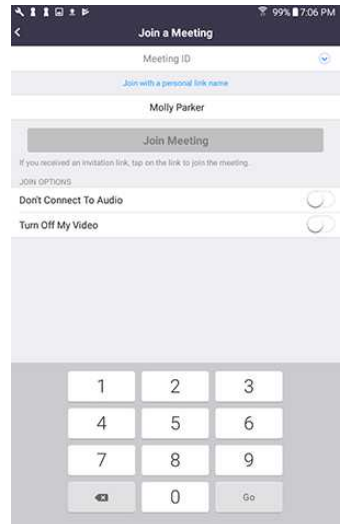 99% 7:06 PM
Join a Meeting
Meeting ID
Join with a personal link name
Molly Parker
Join Meeting
If you received an invitation link, tap on the link to join the meeting.
JOIN OPTIONS
Don't Connect To Audio
Turn Off My Video
1 2 3
4 5 6
7 8 9
0 Go